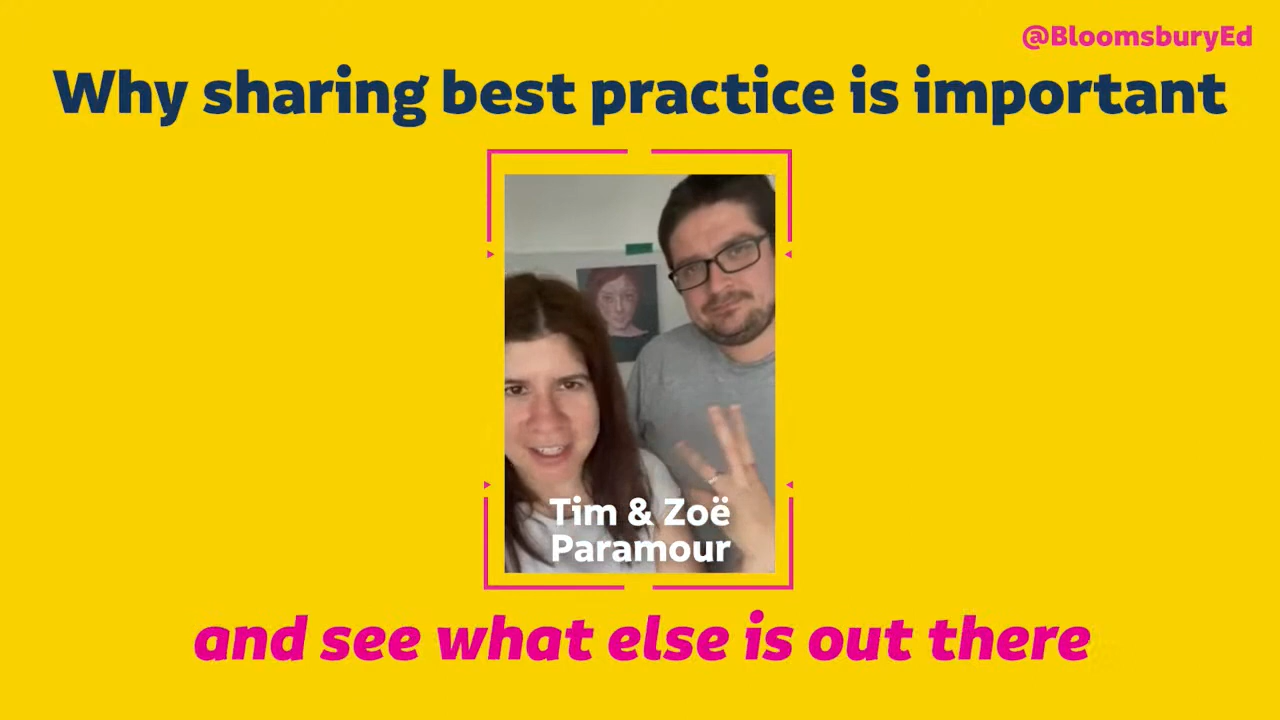 @BloomsburyEd
Why sharing best practice is important
Tim & Zoë
Paramour
and see what else is out there